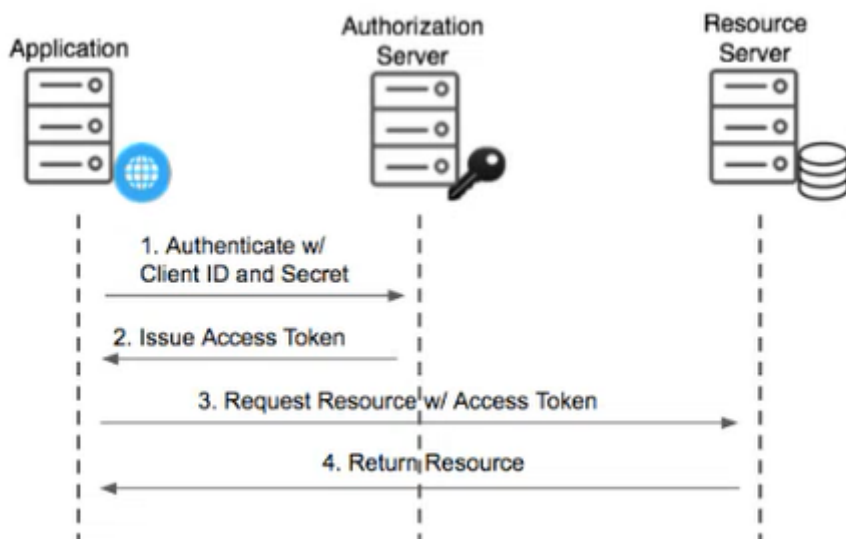 Application
Authorization
Server
Resource
Server
1. Authenticate w/
Client ID and Secret
2. Issue Access Token
3. Request Resource w/ Access Token
4. Return Resource